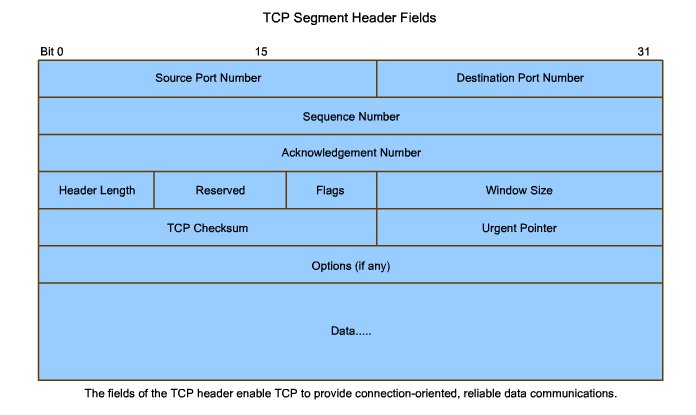 TCP Segment Header Fields
Bit 0 15 31
Source Port Number Destination Port Number
Sequence Number
Acknowledgement Number
Header Length Reserved Flags Window Size
TCP Checksum Urgent Pointer
Options (if any)
Data.....
The fields of the TCP header enable TCP to provide connection-oriented, reliable data communications.